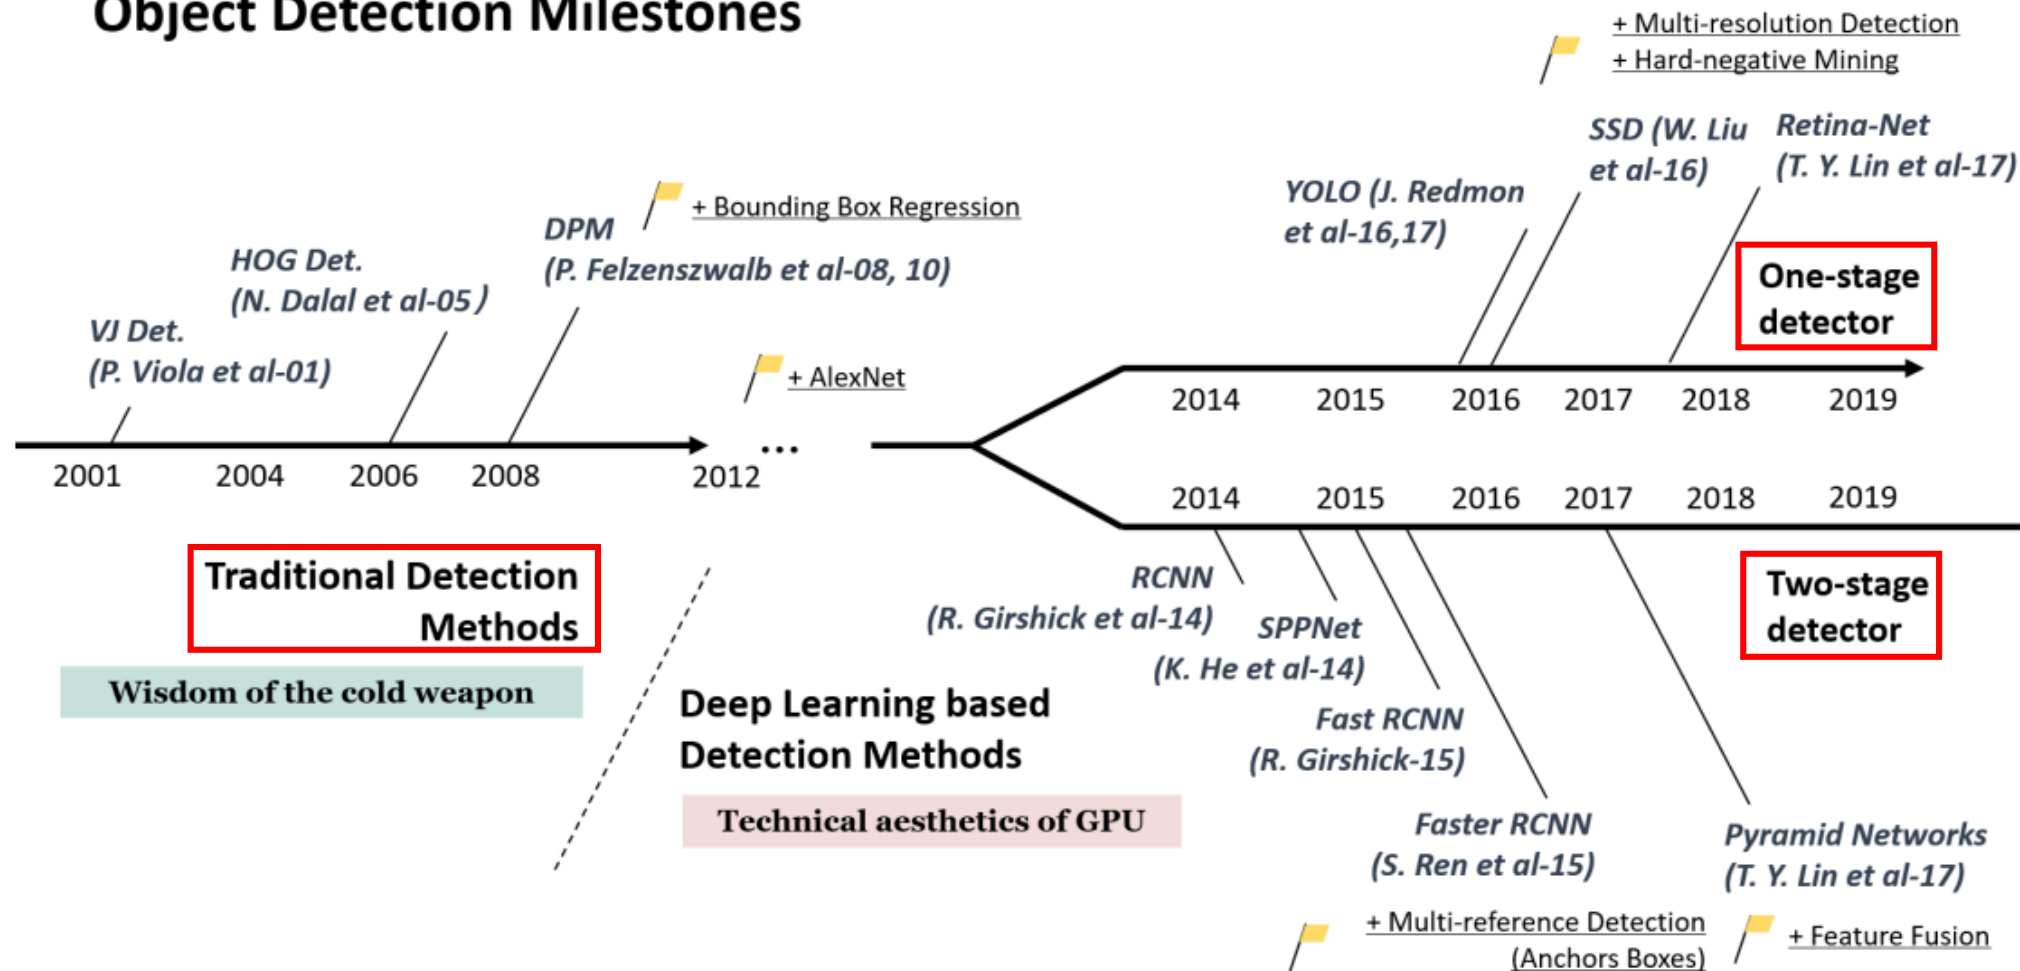 Object Detection Milestones
+ Multi-resolution Detection
+ Hard-negative Mining
SSD (W. Liu
et al-16)
Retina-Net
(T. Y. Lin et al-17)
YOLO (J. Redmon
et al-16,17)
+ Bounding Box Regression
DPM
(P. Felzenszwalb et al-08, 10)
HOG Det.
(N. Dalal et al-05)
VJ Det.
(P. Viola et al-01)
One-stage
detector
+ AlexNet
2014 2015 2016 2017 2018 2019
...
2001 2004 2006 2008 2012
2014 2015 2016 2017 2018 2019
Traditional Detection
Methods
Wisdom of the cold weapon
Deep Learning based
Detection Methods
Technical aesthetics of GPU
RCNN
(R. Girshick et al-14)
SPPNet
(K. He et al-14)
Fast RCNN
(R. Girshick-15)
Faster RCNN
(S. Ren et al-15)
Two-stage
detector
Pyramid Networks
(T. Y. Lin et al-17)
+ Multi-reference Detection
(Anchors Boxes)
+ Feature Fusion